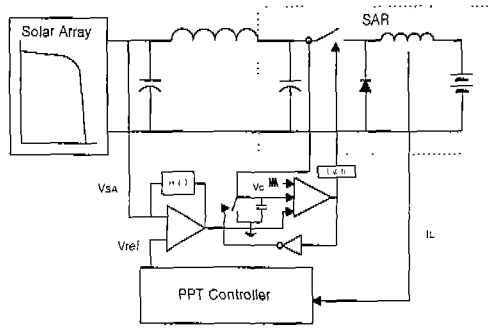 SAR
Solar Array
VSA
Vc
Vref
IL
PPT Controller